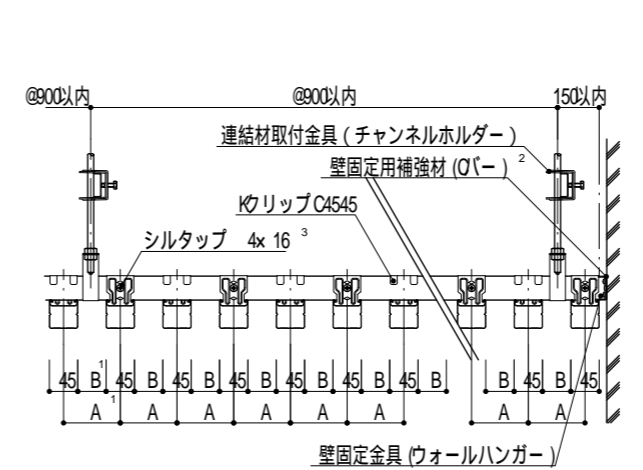 @900以内 @900以内 150以内
連結材取付金具 ( チャンネルホルダー )
壁固定用補強材 (Cバー ) 2
Kクリップ C4545
シルタップ 4× 16 3
45 B 1 45 B 45 B 45 B 45 B 45 B 45 B B 45 B 45
A 1 A A A A A A A
壁固定金具 (ウォールハンガー )